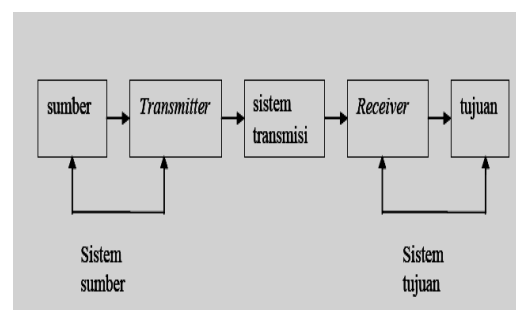 sumber
Transmitter
sistem
transmisi
Receiver
tujuan
Sistem
sumber
Sistem
tujuan